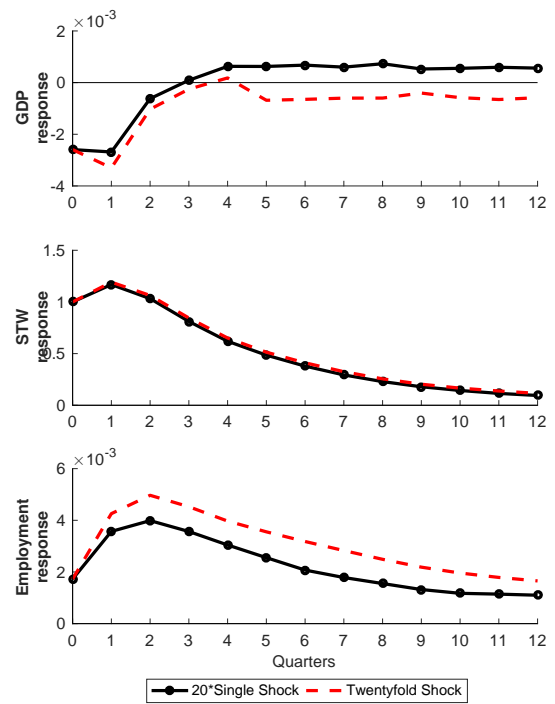 ×10⁻³
2
0
-2
-4
GDP
response
0 1 2 3 4 5 6 7 8 9 10 11 12
1.5
1
0.5
0
STW
response
0 1 2 3 4 5 6 7 8 9 10 11 12
×10⁻³
6
4
2
0
Employment
response
0 1 2 3 4 5 6 7 8 9 10 11 12
Quarters
20*Single Shock Twentyfold Shock